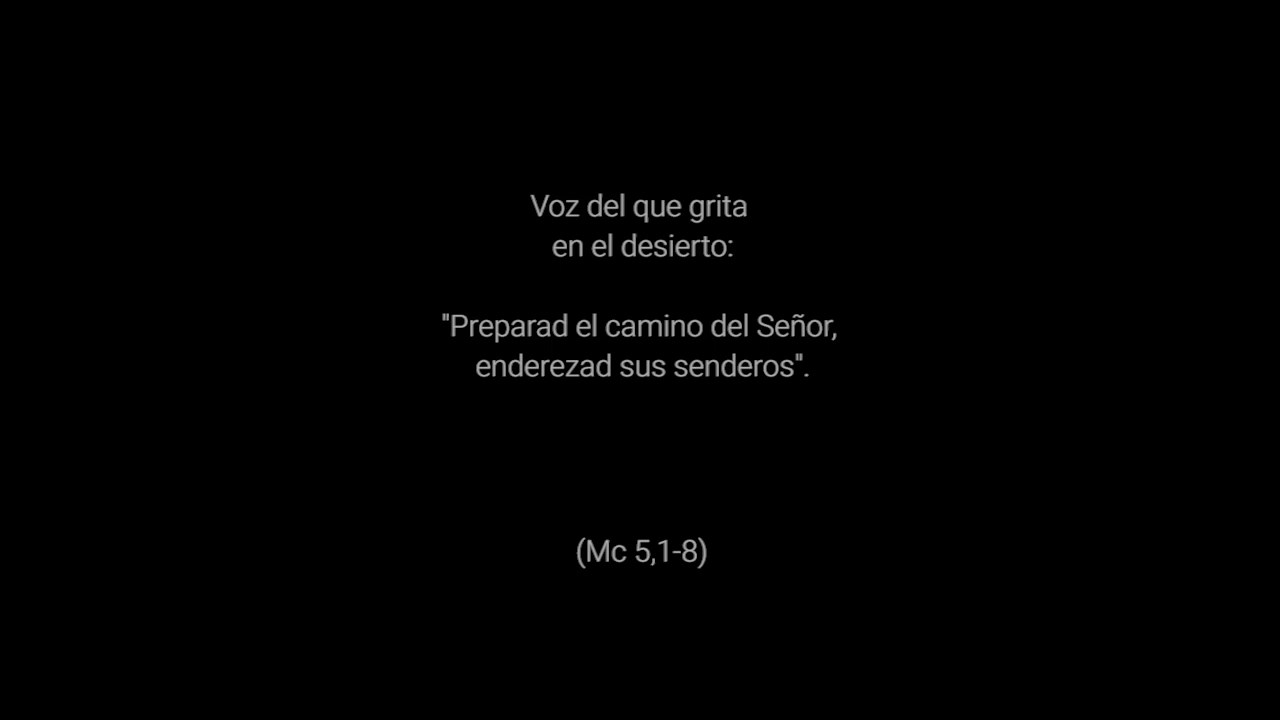 Voz del que grita
en el desierto:
"Preparad el camino del Señor,
enderezad sus senderos".
(Mc 5,1-8)